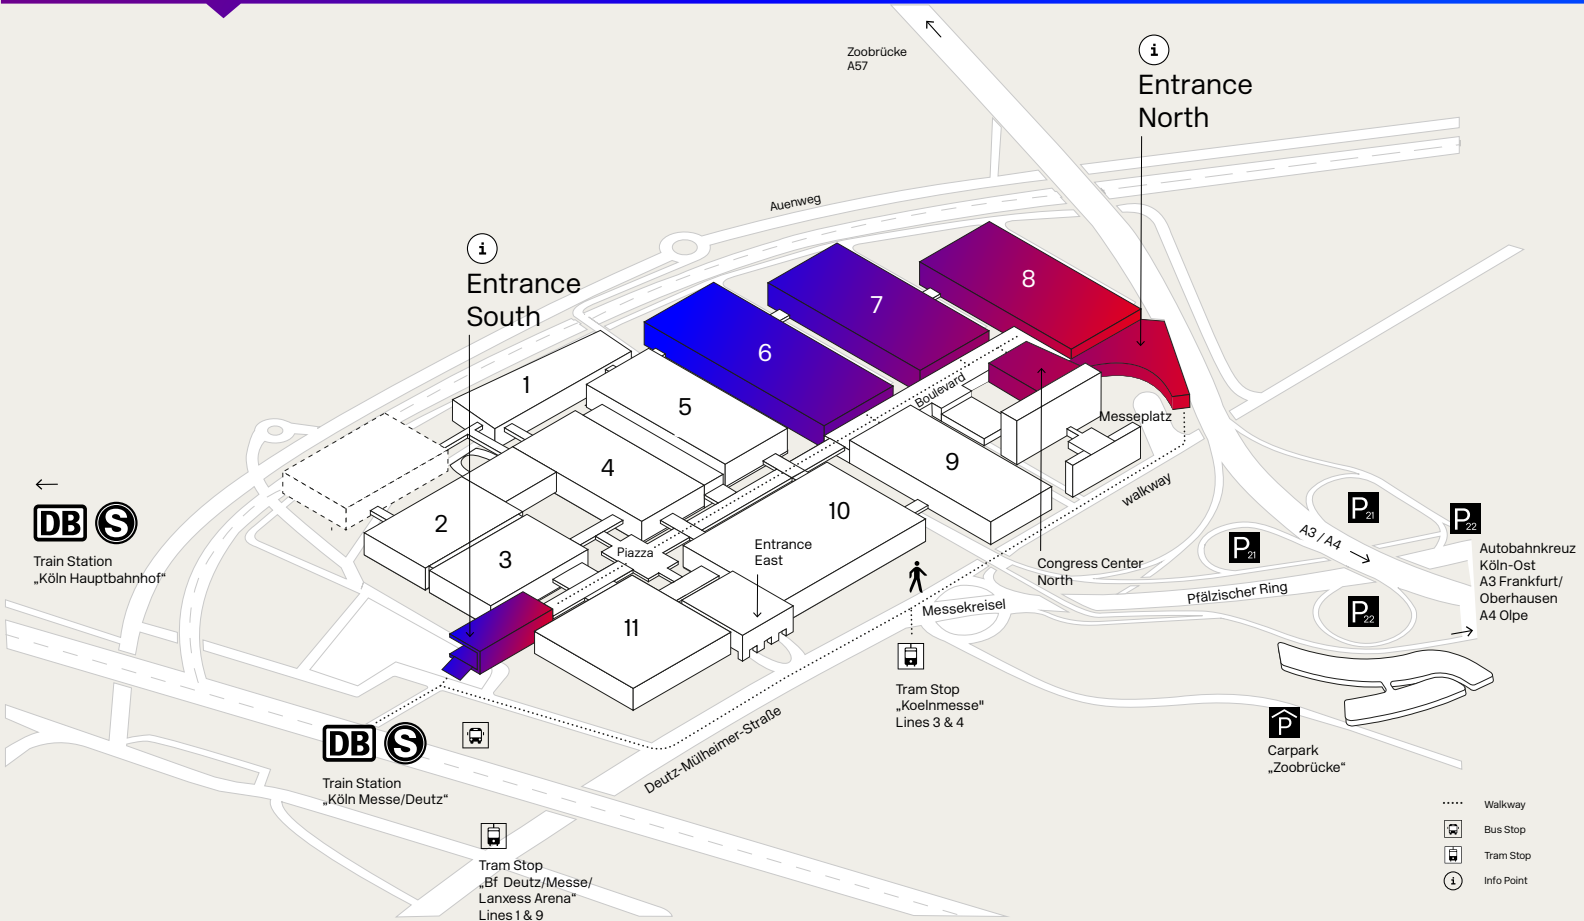 Zoobrücke
A57
i
Entrance
North
Auenweg
i
Entrance
South
8
7
6
1
5
Boulevard
Messeplatz
4
9
walkway
2
10
3
Piazza
Entrance
East
11
DB S
Train Station
„Köln Hauptbahnhof“
Congress Center
North
A3 / A4
P21
P22
P21
P22
Pfälzischer Ring
Messekreisel
Autobahnkreuz
Köln-Ost
A3 Frankfurt/
Oberhausen
A4 Olpe
Tram Stop
„Koelnmesse"
Lines 3 & 4
Deutz-Mülheimer-Straße
DB S
Train Station
„Köln Messe/Deutz“
P
Carpark
„Zoobrücke“
Tram Stop
„Bf Deutz/Messe/
Lanxess Arena“
Lines 1 & 9
Walkway
Bus Stop
Tram Stop
i Info Point